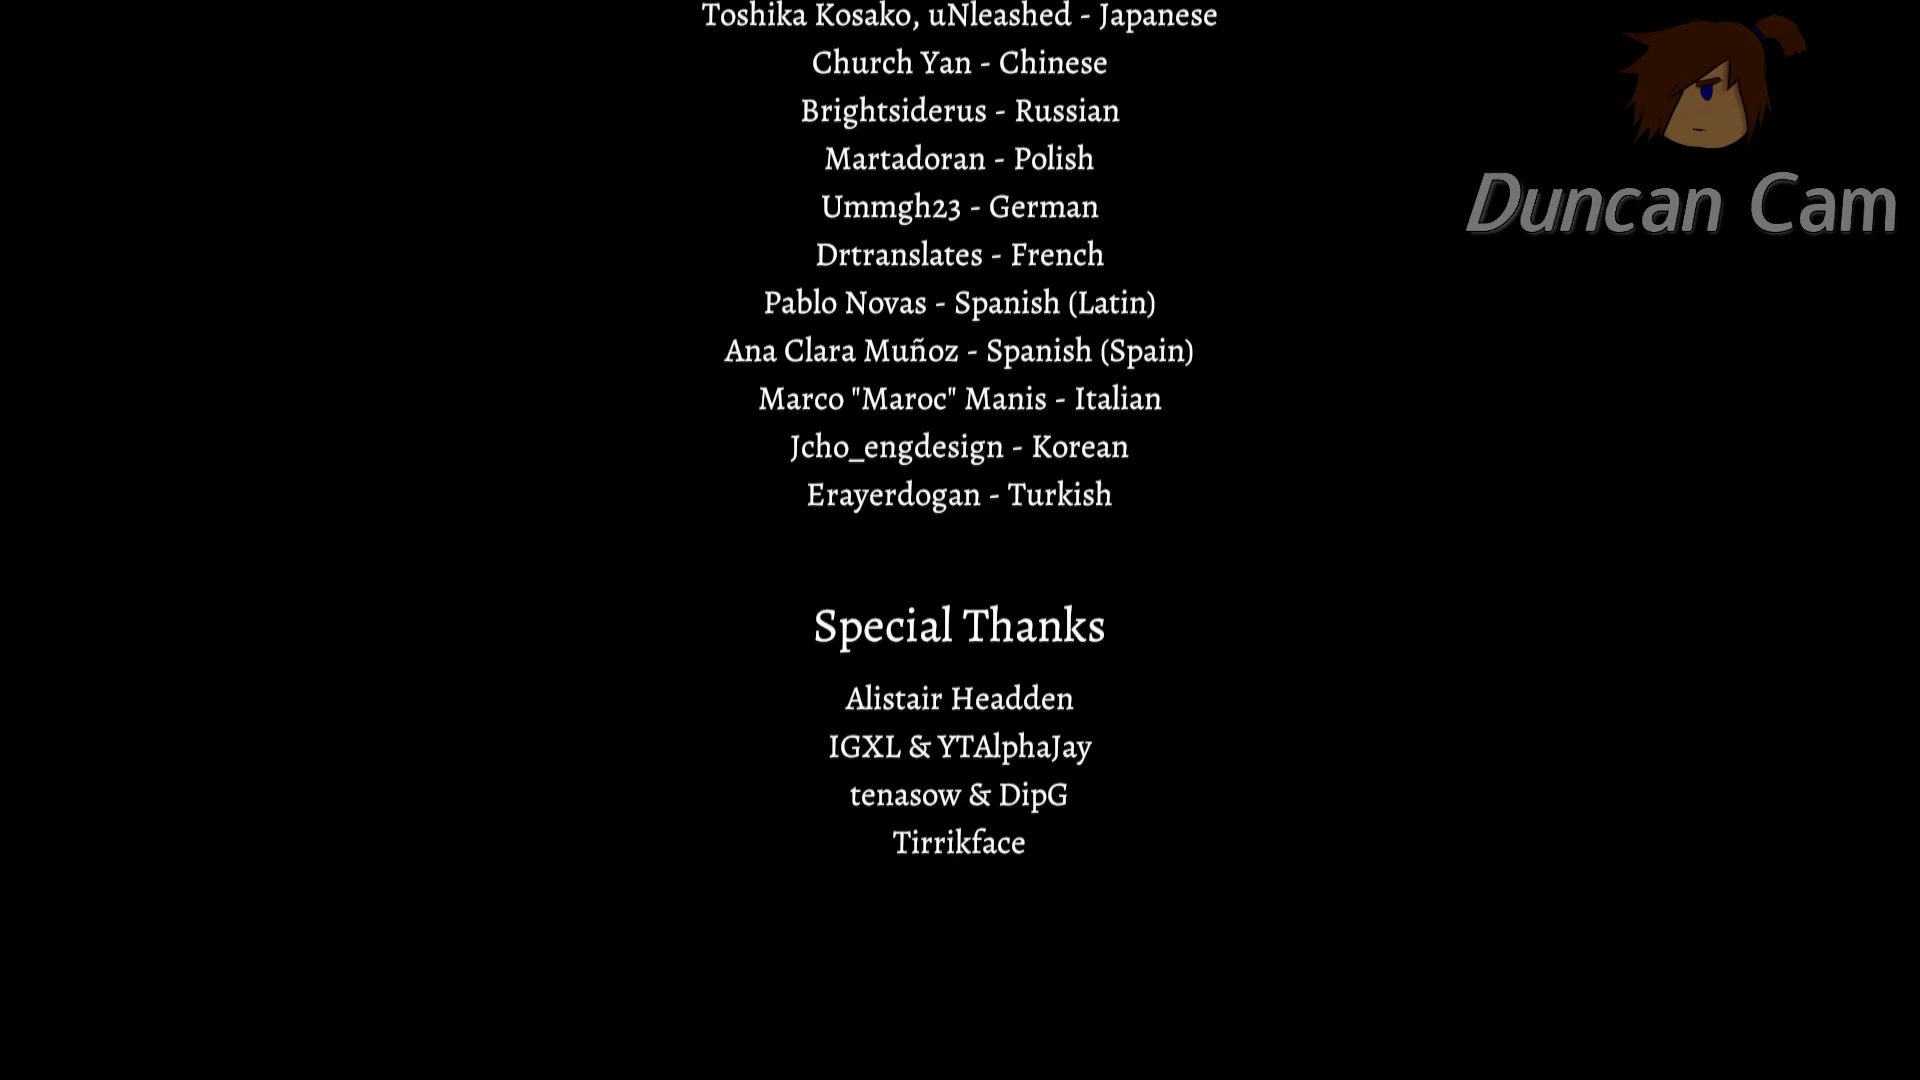 Toshika Kosako, uNleashed - Japanese
Church Yan - Chinese
Brightsiderus - Russian
Martadoran - Polish
Ummgh23 - German
Drtranslates - French
Pablo Novas - Spanish (Latin)
Ana Clara Muñoz - Spanish (Spain)
Marco "Maroc" Manis - Italian
Jcho_engdesign - Korean
Erayerdogan - Turkish
Special Thanks
Alistair Headden
IGXL & YTAlphaJay
tenasow & DipG
Tirrikface
Duncan Cam